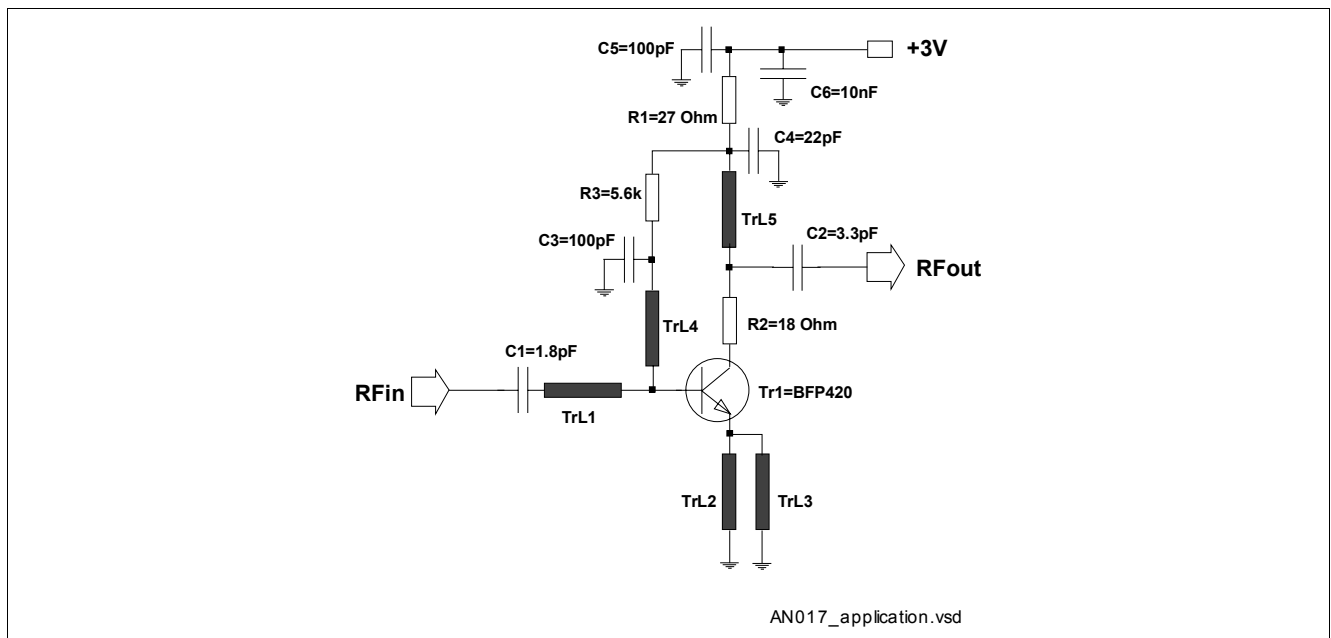 C5=100pF
+3V
C6=10nF
R1=27 Ohm
C4=22pF
R3=5.6k
TrL5
C3=100pF
C2=3.3pF
RFout
TrL4
R2=18 Ohm
C1=1.8pF
RFin
Tr1=BFP420
TrL1
TrL2
TrL3
AN017_application.vsd